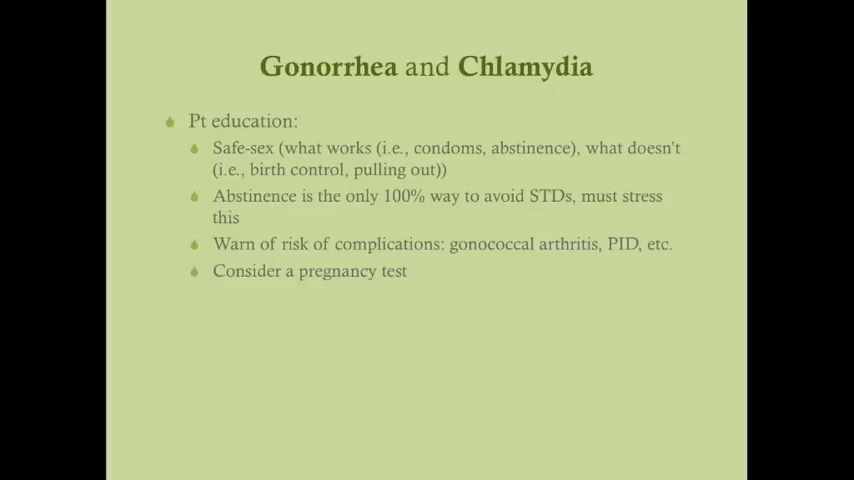 Gonorrhea and Chlamydia
Pt education:
Safe-sex (what works (i.e., condoms, abstinence), what doesn't
(i.e., birth control, pulling out))
Abstinence is the only 100% way to avoid STDs, must stress
this
Warn of risk of complications: gonococcal arthritis, PID, etc.
Consider a pregnancy test